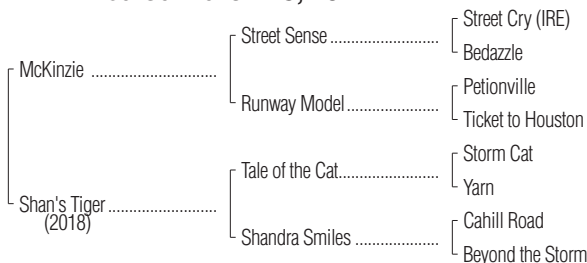 Street Cry (IRE)
Street Sense ........................
Bedazzle
McKinzie ...........................
Petionville
Runway Model.....................
Ticket to Houston
Storm Cat
Tale of the Cat.......................
Yarn
Shan's Tiger .......................
(2018)
Cahill Road
Shandra Smiles ...................
Beyond the Storm